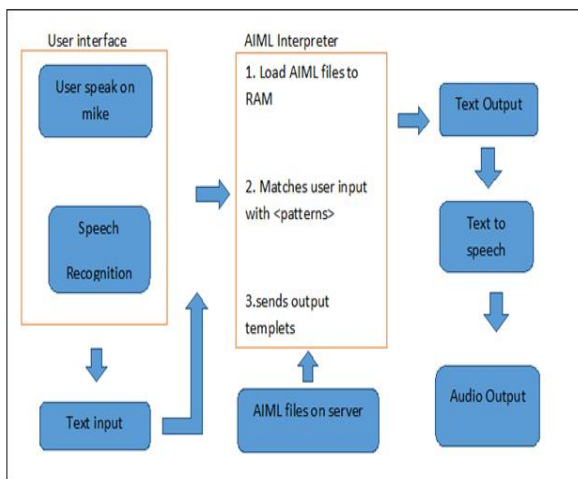 User interface
User speak on
mike
Speech
Recognition
Text input
AIML Interpreter
1. Load AIML files to
RAM
2. Matches user input
with <patterns>
3.sends output
templets
AIML files on server
Text Output
Text to
speech
Audio Output